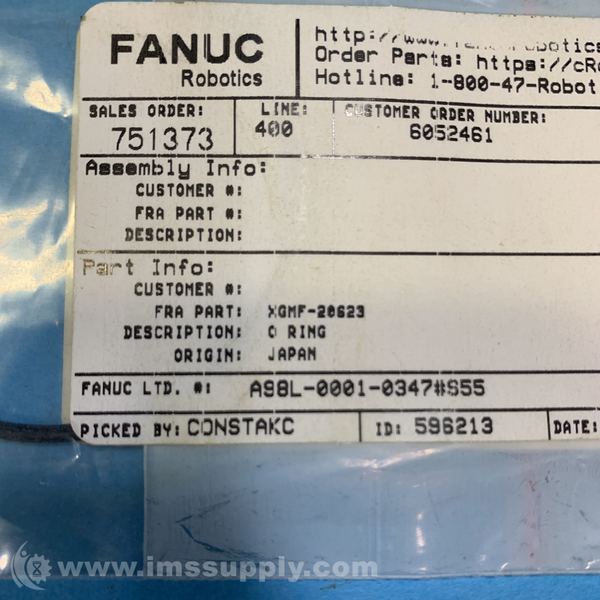 FANUC
Robotics
Order Parts: https://cRo
Hotline: 1-800-47-Robot
SALES ORDER: 751373
LINE: 400
CUSTOMER ORDER NUMBER: 6052461
Assembly Info:
CUSTOMER #:
FRA PART #:
DESCRIPTION:
Part Info:
CUSTOMER #:
FRA PART: XGMF-20623
DESCRIPTION: O RING
ORIGIN: JAPAN
FANUC LTD. #: A98L-0001-0347#S55
PICKED BY: CONSTAKC ID: 596213 DATE:
www.imssupply.com